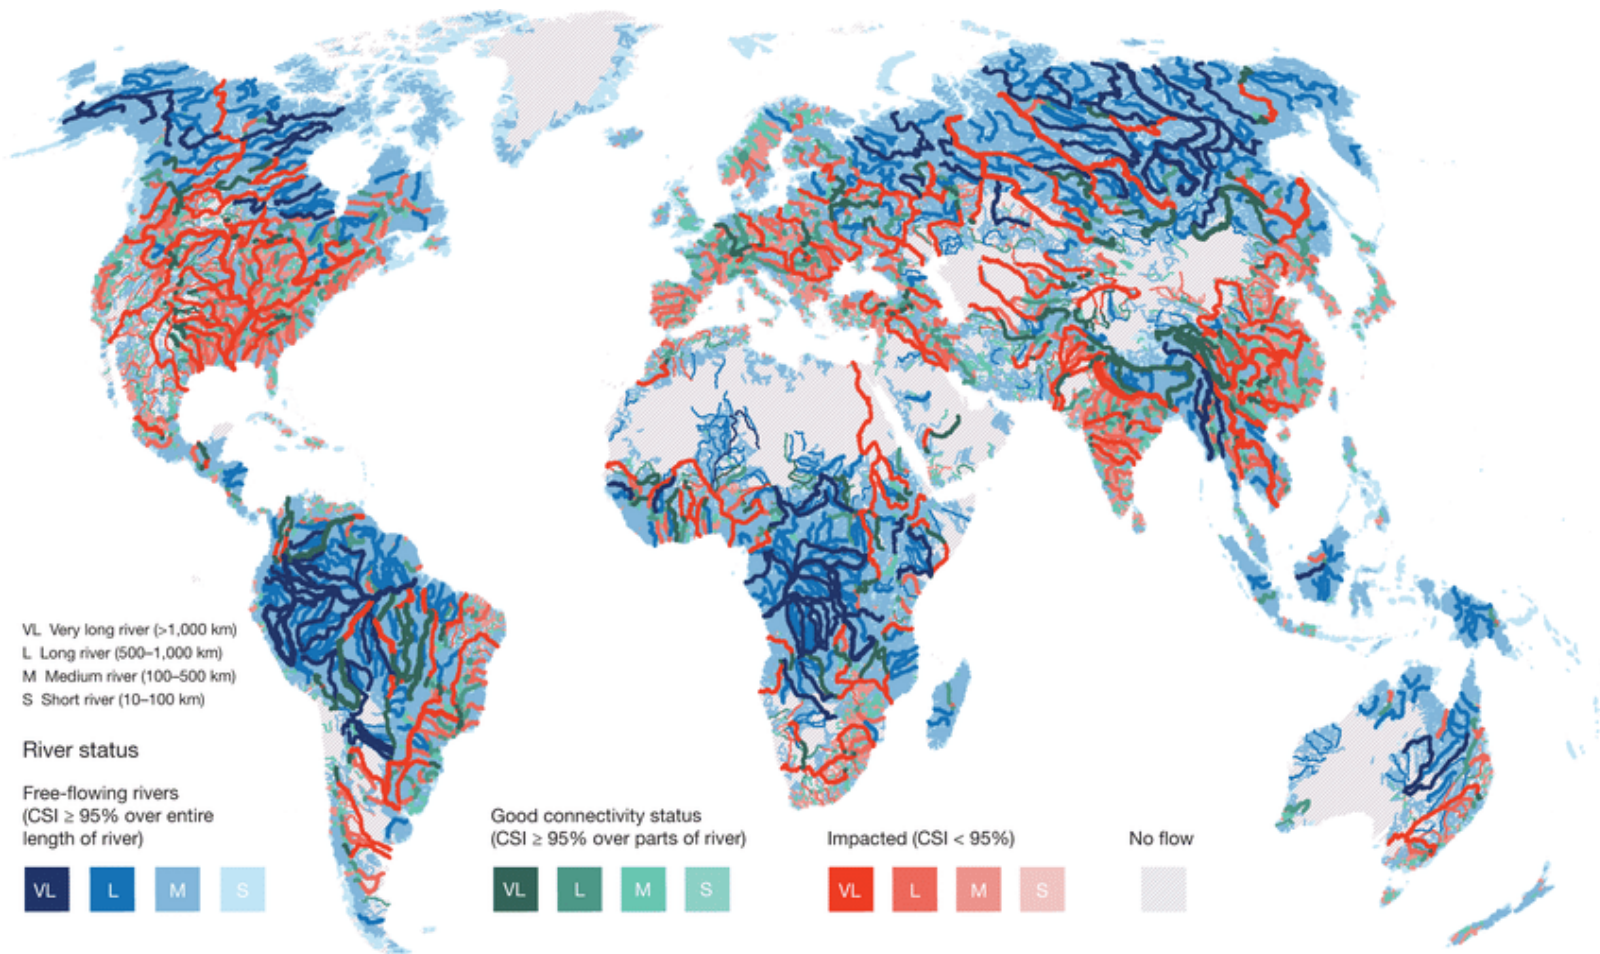 VL Very long river (>1,000 km)
L Long river (500–1,000 km)
M Medium river (100–500 km)
S Short river (10–100 km)
River status
Free-flowing rivers
(CSI ≥ 95% over entire
length of river)
VL L M S
Good connectivity status
(CSI ≥ 95% over parts of river)
VL L M S
Impacted (CSI < 95%)
VL L M S
No flow